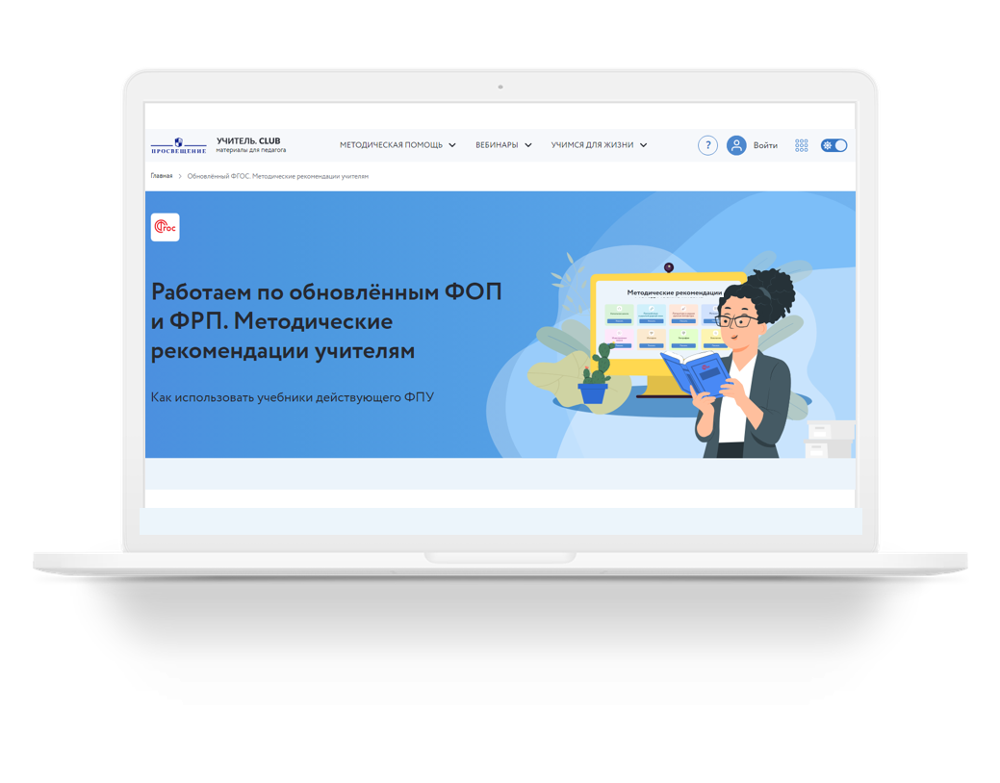 ПРОСВЕЩЕНИЕ
УЧИТЕЛЬ. CLUB
материалы для педагога
МЕТОДИЧЕСКАЯ ПОМОЩЬ
ВЕБИНАРЫ
УЧИМСЯ ДЛЯ ЖИЗНИ
?
Войти
Главная > Обновлённый ФГОС. Методические рекомендации учителям
ФГОС
Работаем по обновлённым ФОП
и ФРП. Методические
рекомендации учителям
Как использовать учебники действующего ФПУ
Методические рекомендации